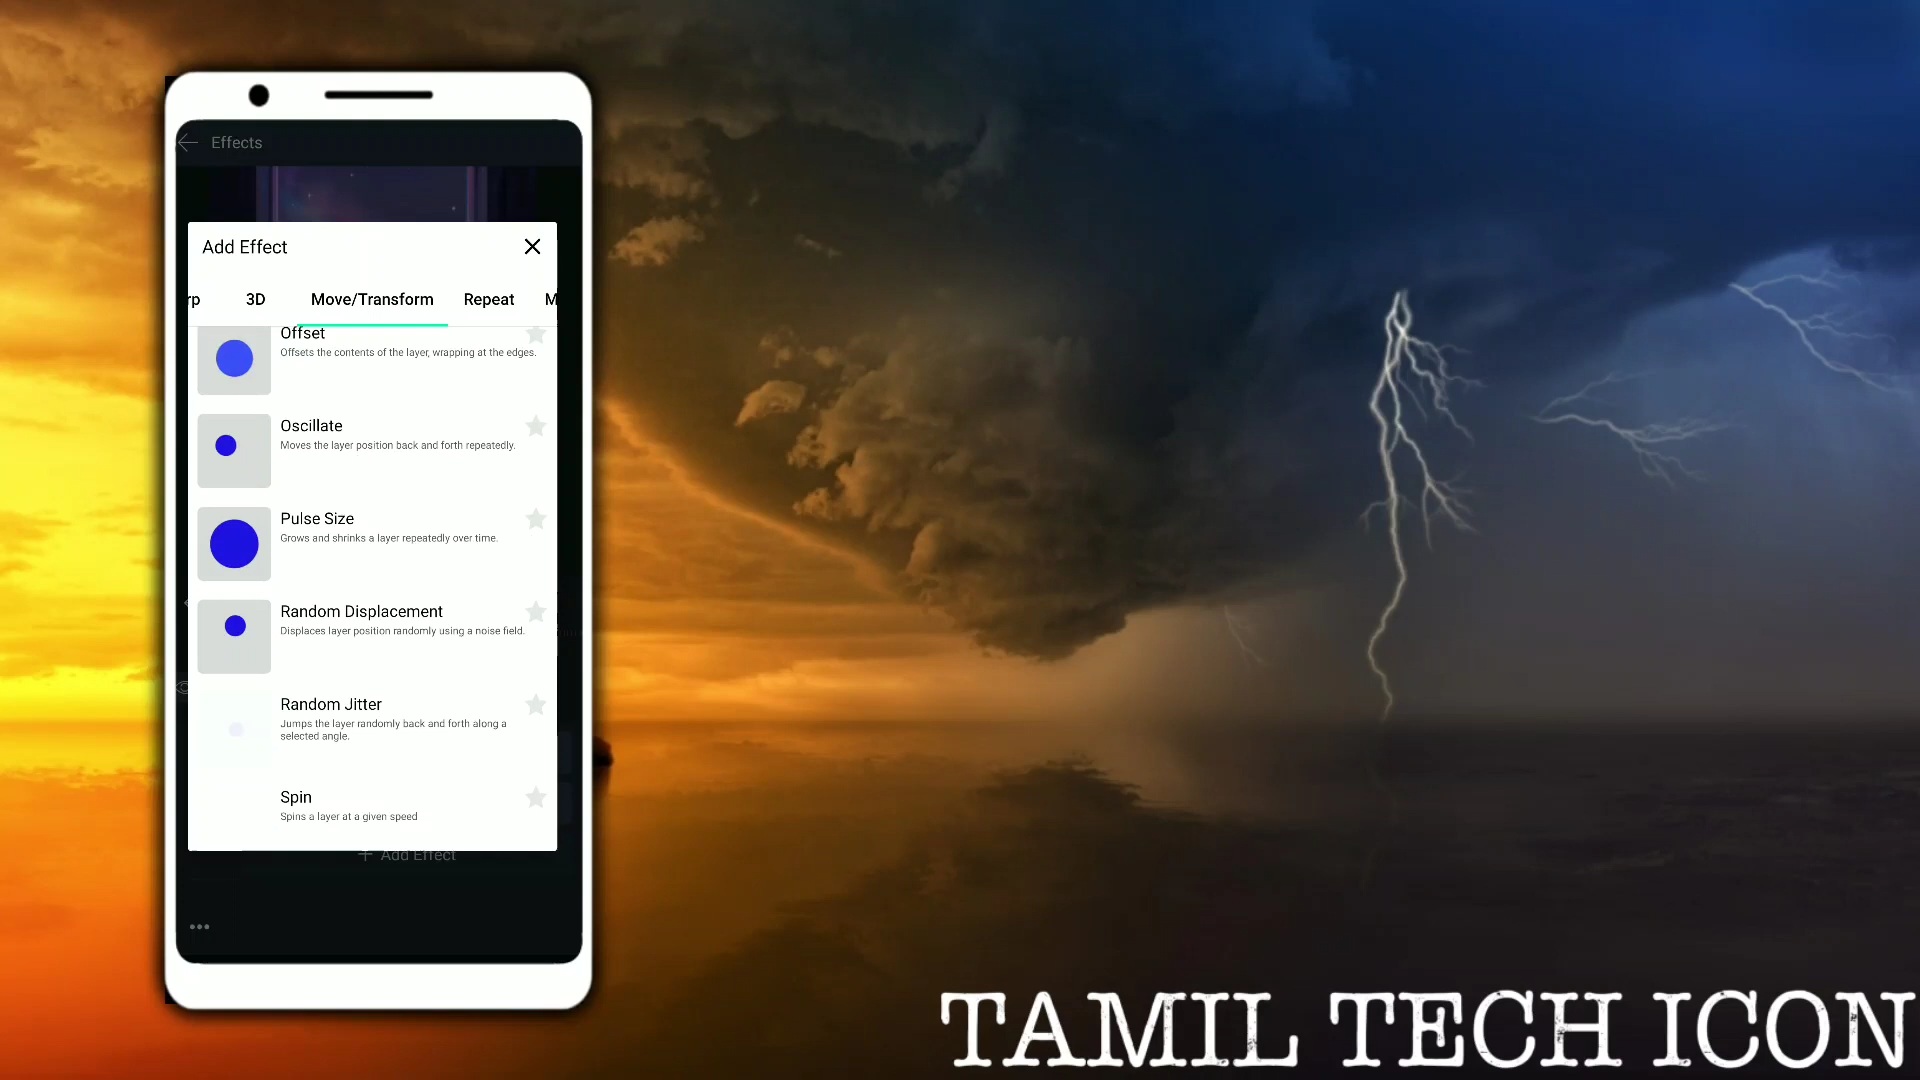 Effects
Add Effect
rp 3D Move/Transform Repeat M
Offset
Offsets the contents of the layer, wrapping at the edges.
Oscillate
Moves the layer position back and forth repeatedly.
Pulse Size
Grows and shrinks a layer repeatedly over time.
Random Displacement
Displaces layer position randomly using a noise field.
Random Jitter
Jumps the layer randomly back and forth along a
selected angle.
Spin
Spins a layer at a given speed
+ Add Effect
TAMIL TECH ICON